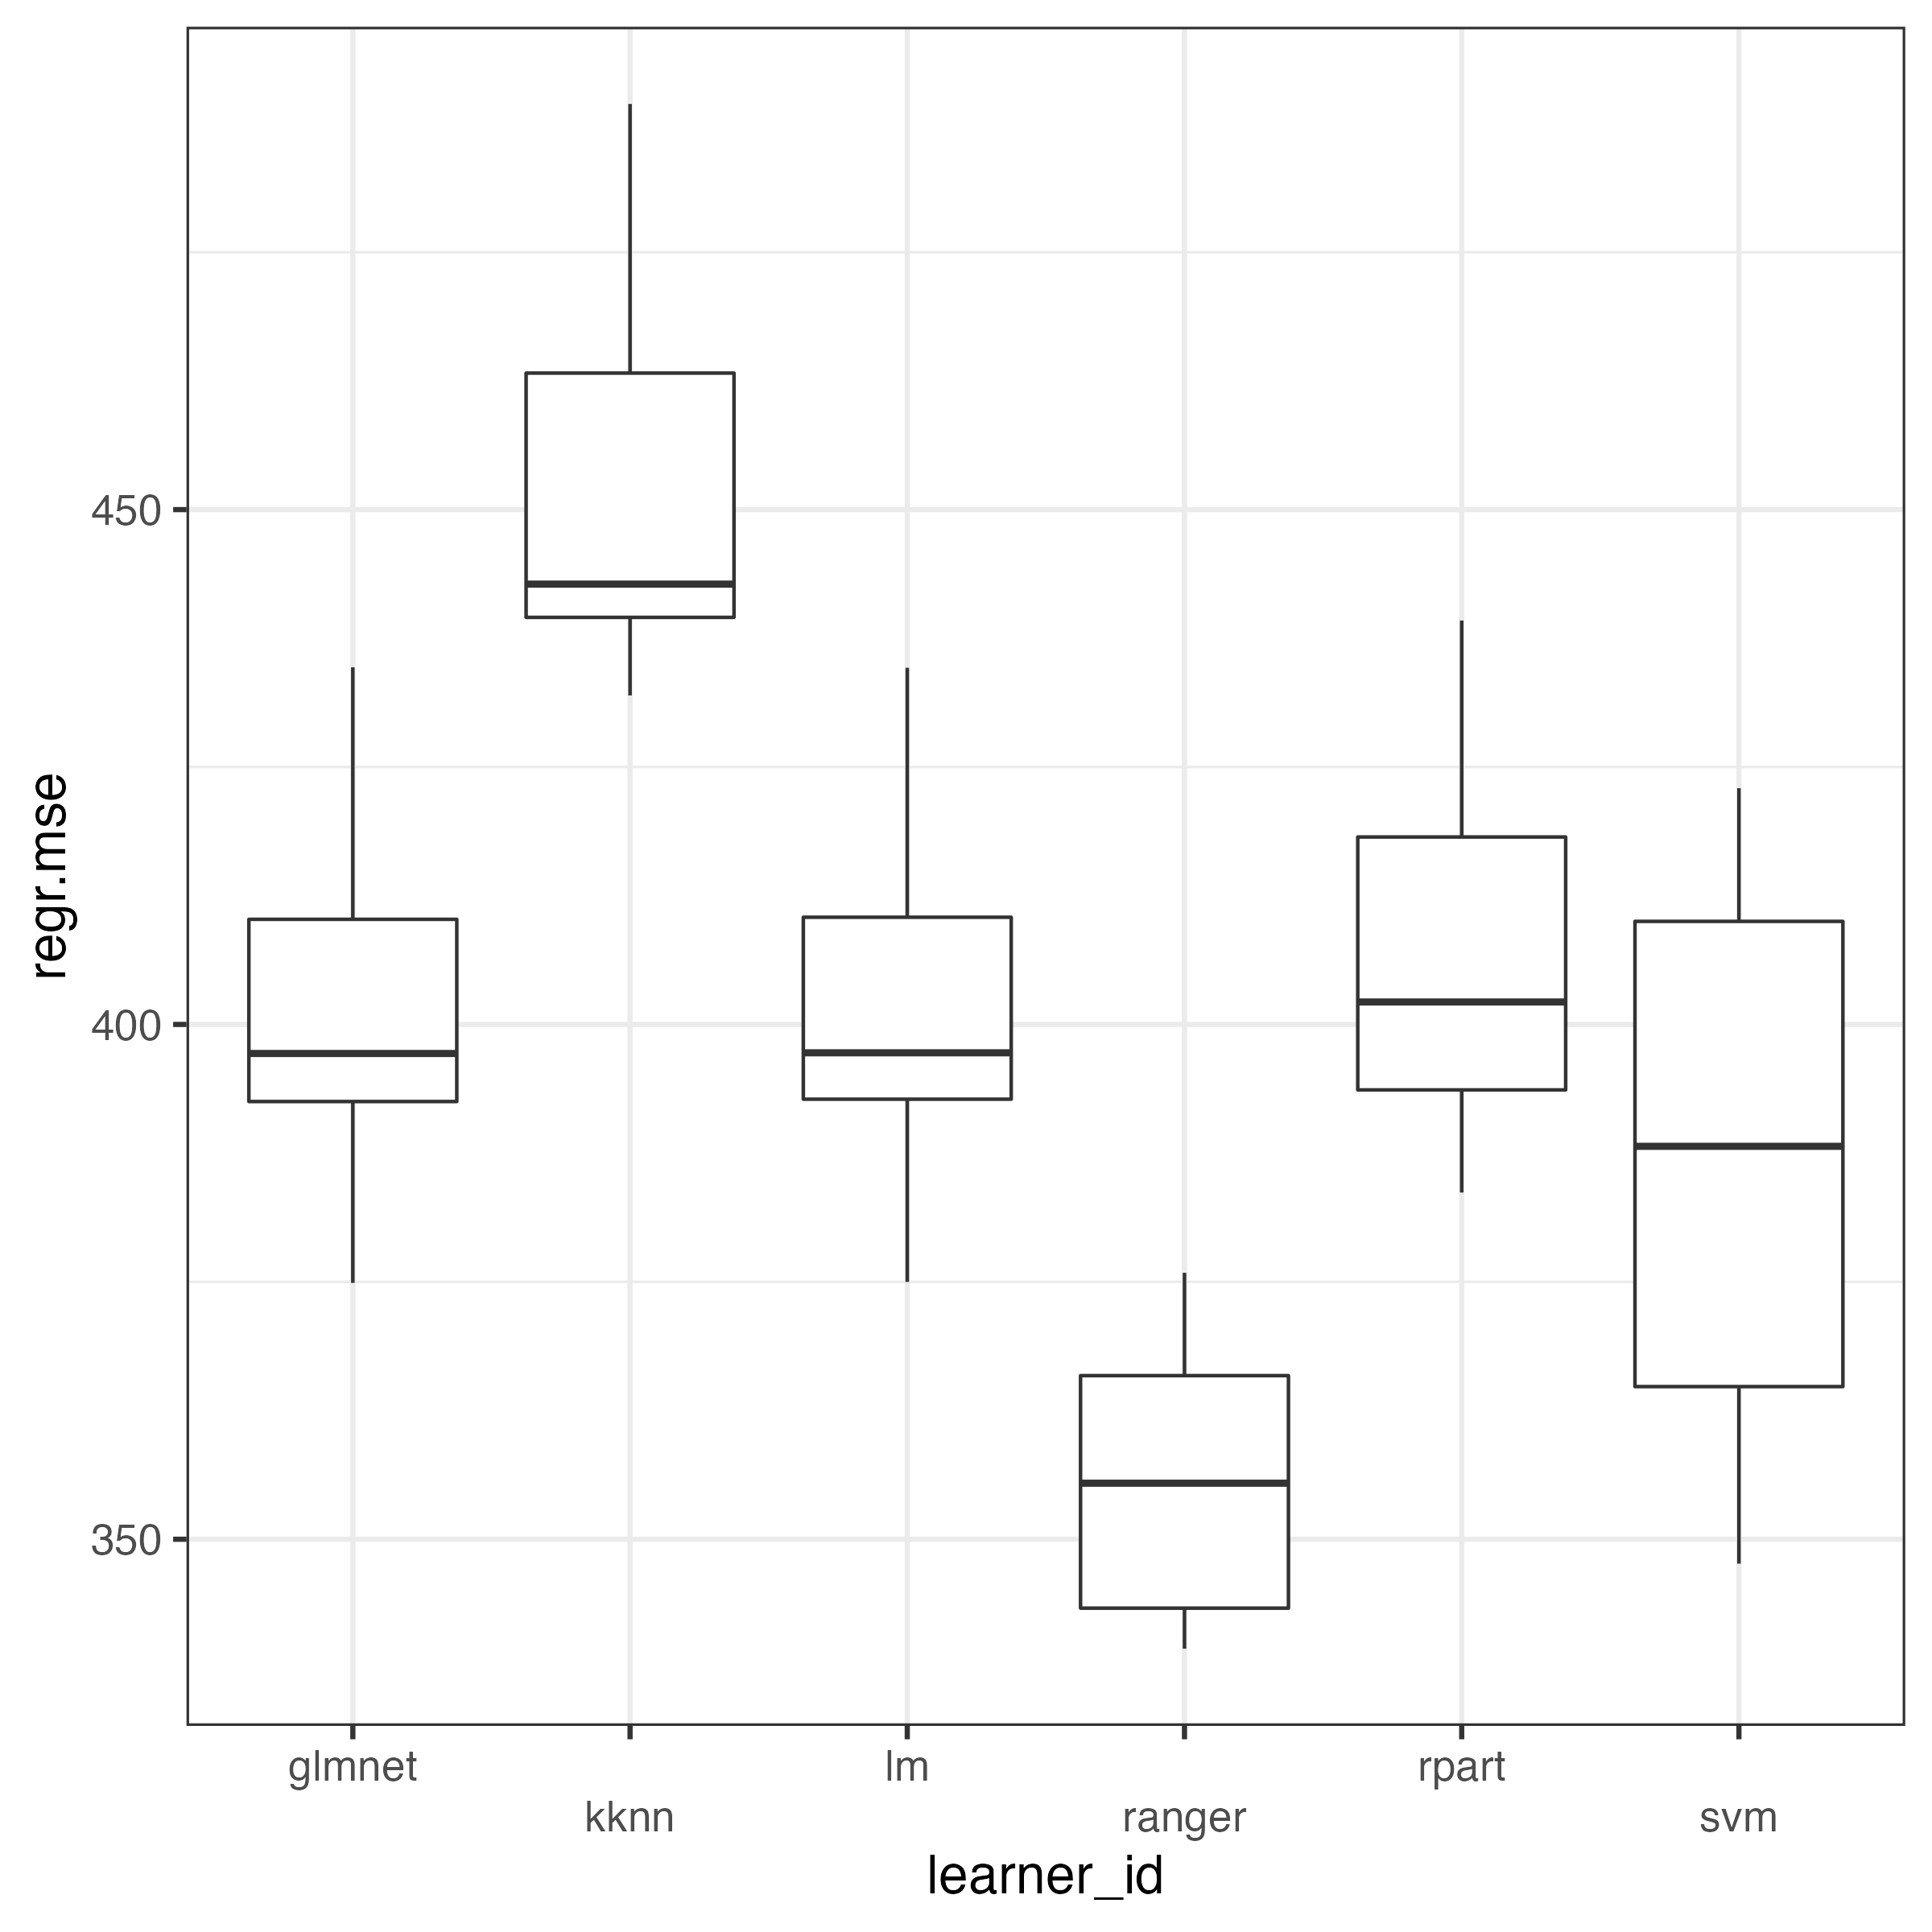 regr.mse
450
400
350
glmnet
kknn
lm
ranger
rpart
svm
learner_id